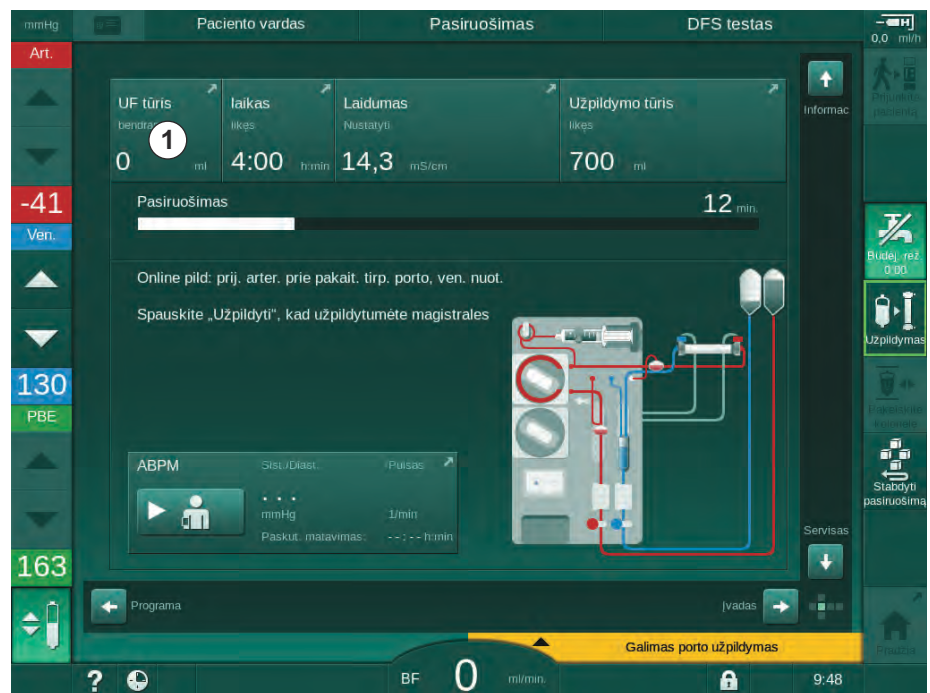 mmHg
Paciento vardas
Pasiruošimas
DFS testas
0,0 ml/h
Art.
UF tūris
bendras
0 ml
1
laikas
likęs
4:00 h:min
Laidumas
Nustatyti
14,3 mS/cm
Užpildymo tūris
likęs
700 ml
Informac
Prijunkite
pacientą
-41
Ven.
Pasiruošimas
12 min.
Budėj. rež
0:00
Online pild: prij. arter. prie pakait. tirp. porto, ven. nuot.
Spauskite „Užpildyti“, kad užpildytumėte magistrales
Užpildymas
130
PBE
ABPM
Sist./Diast.
/Pulsas
. . .
mmHg
1/min
Paskut. matavimas:
--:-- h:min
Stabdyti
pasiruošimą
Servisas
163
Programa
Įvadas
Galimas porto užpildymas
? BF 0 ml/min. 9:48